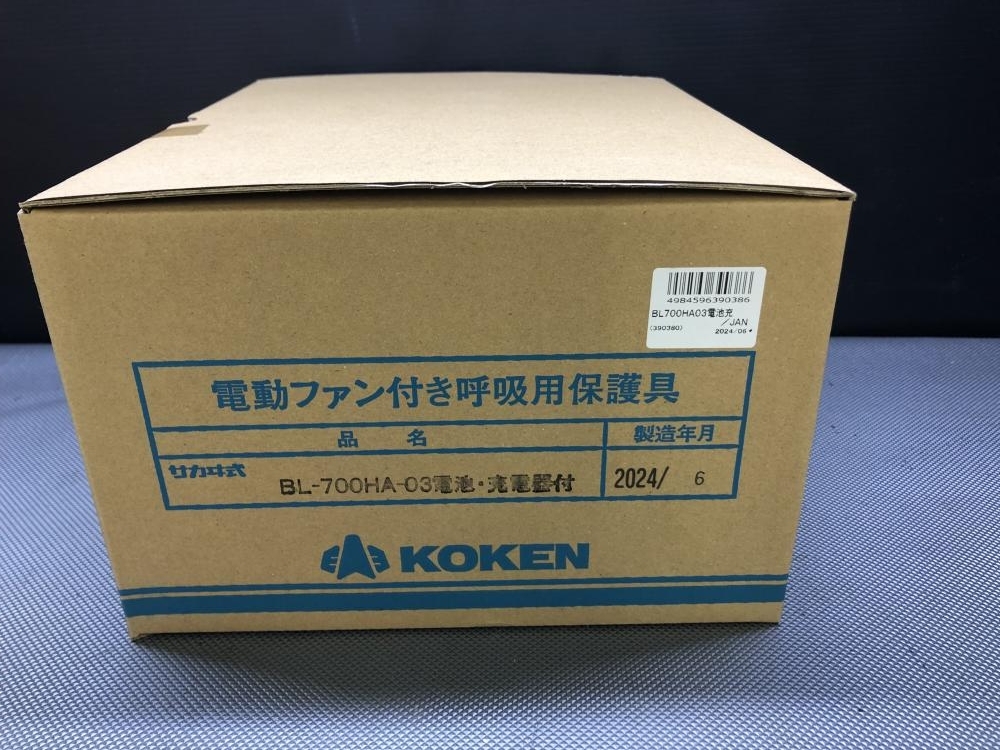 4984596390386
BL700HA03電池充
/JAN
(390380)
2024/06*
電動ファン付き呼吸用保護具
品名
製造年月
サカヰ式
BL-700HA-03電池・充電器付
2024/ 6
KOKEN